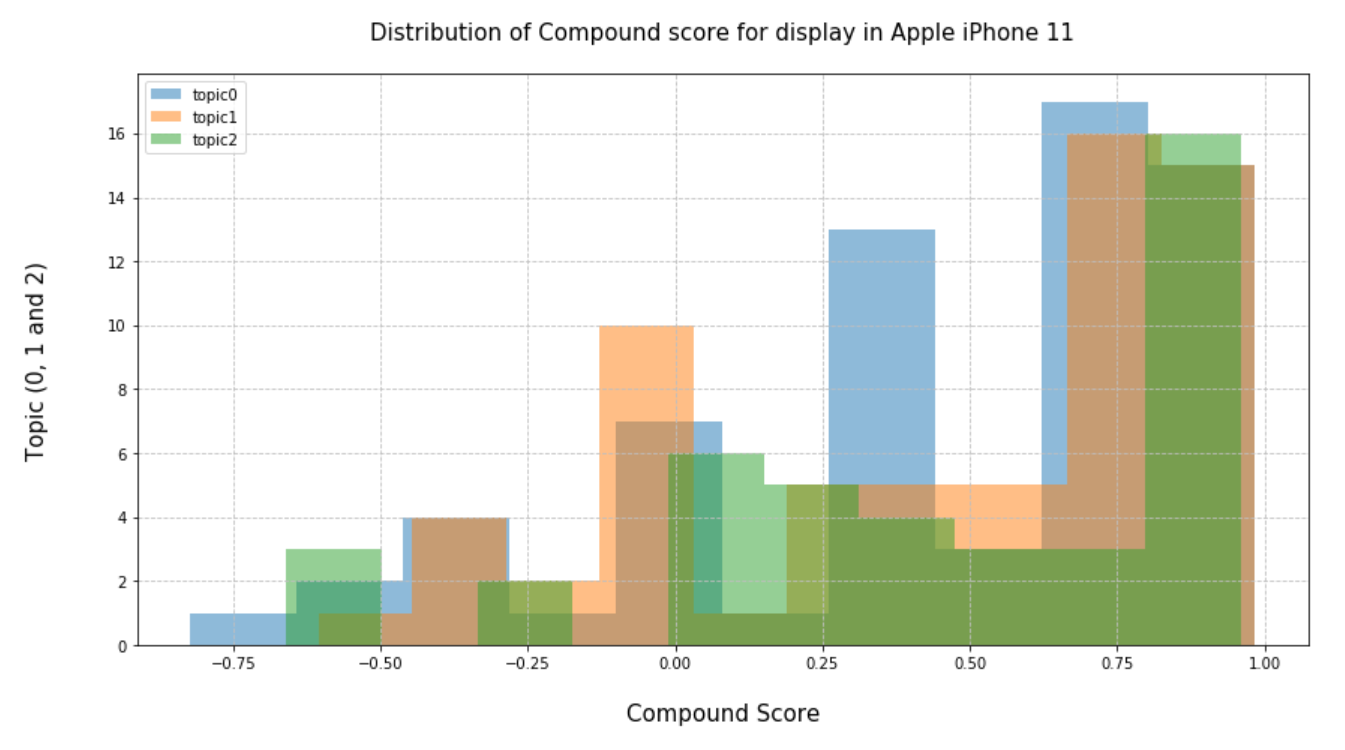 Distribution of Compound score for display in Apple iPhone 11
topic0
topic1
topic2
Topic (0, 1 and 2)
16
14
12
10
8
6
4
2
0
−0.75 −0.50 −0.25 0.00 0.25 0.50 0.75 1.00
Compound Score